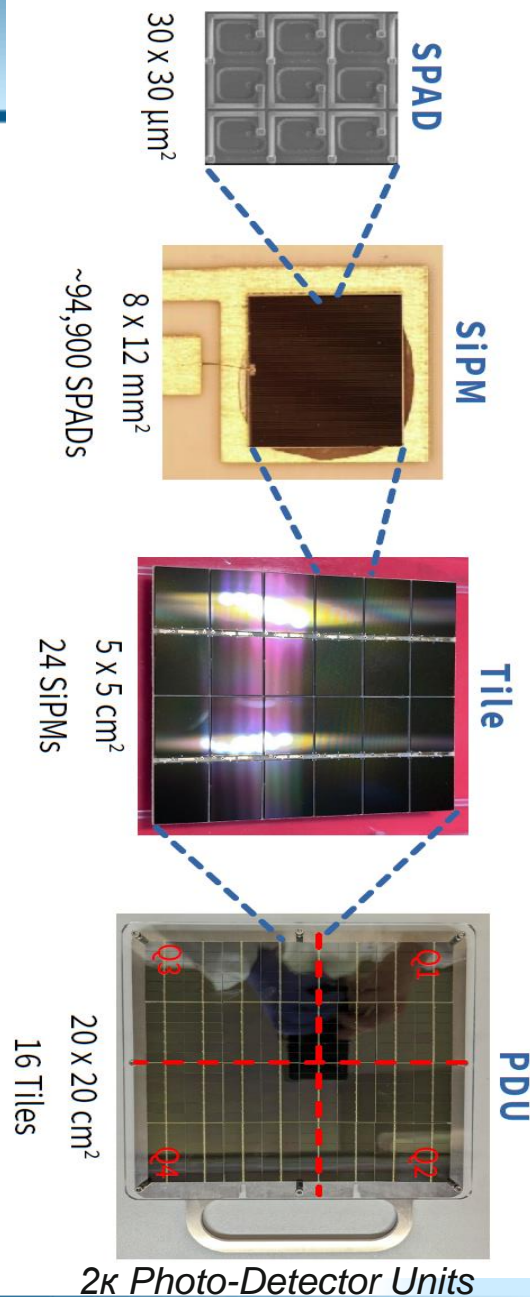 SPAD
30 x 30 μm²
SiPM
8 x 12 mm²
~94,900 SPADs
Tile
5 x 5 cm²
24 SiPMs
PDU
Q1
Q2
Q3
Q4
20 x 20 cm²
16 Tiles
2κ Photo-Detector Units